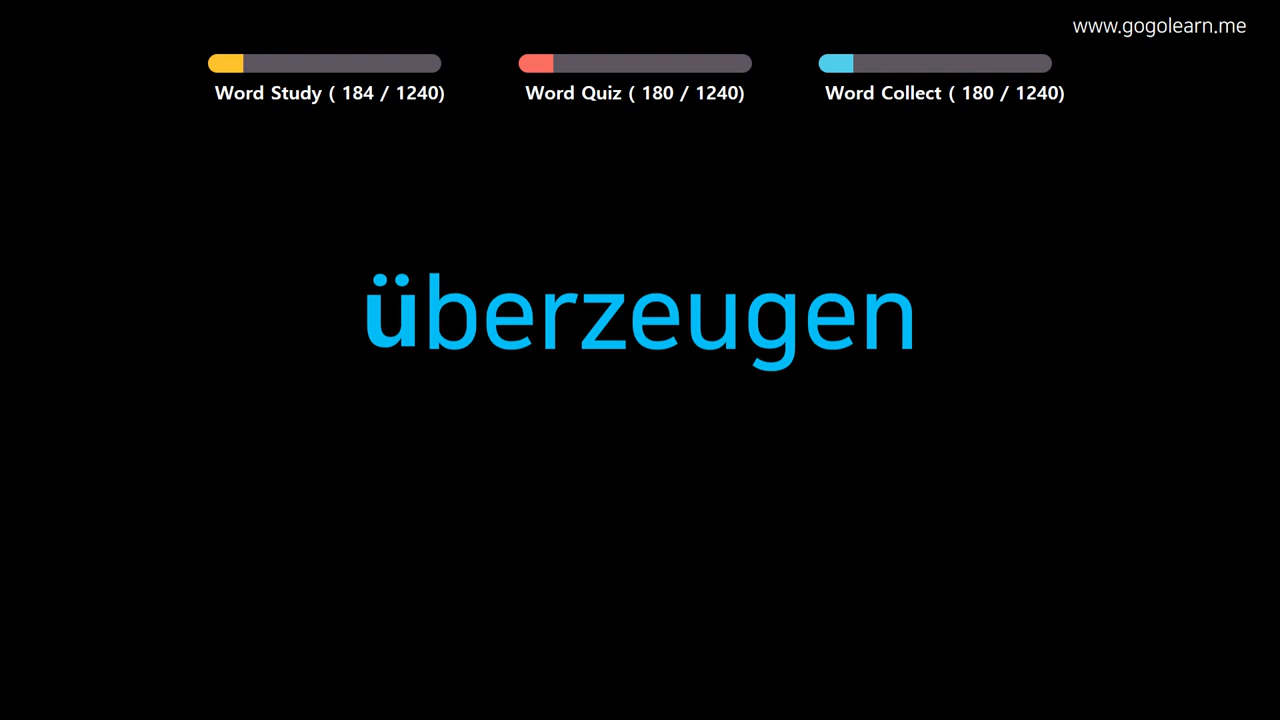 www.gogolearn.me
Word Study ( 184 / 1240)
Word Quiz ( 180 / 1240)
Word Collect ( 180 / 1240)
überzeugen